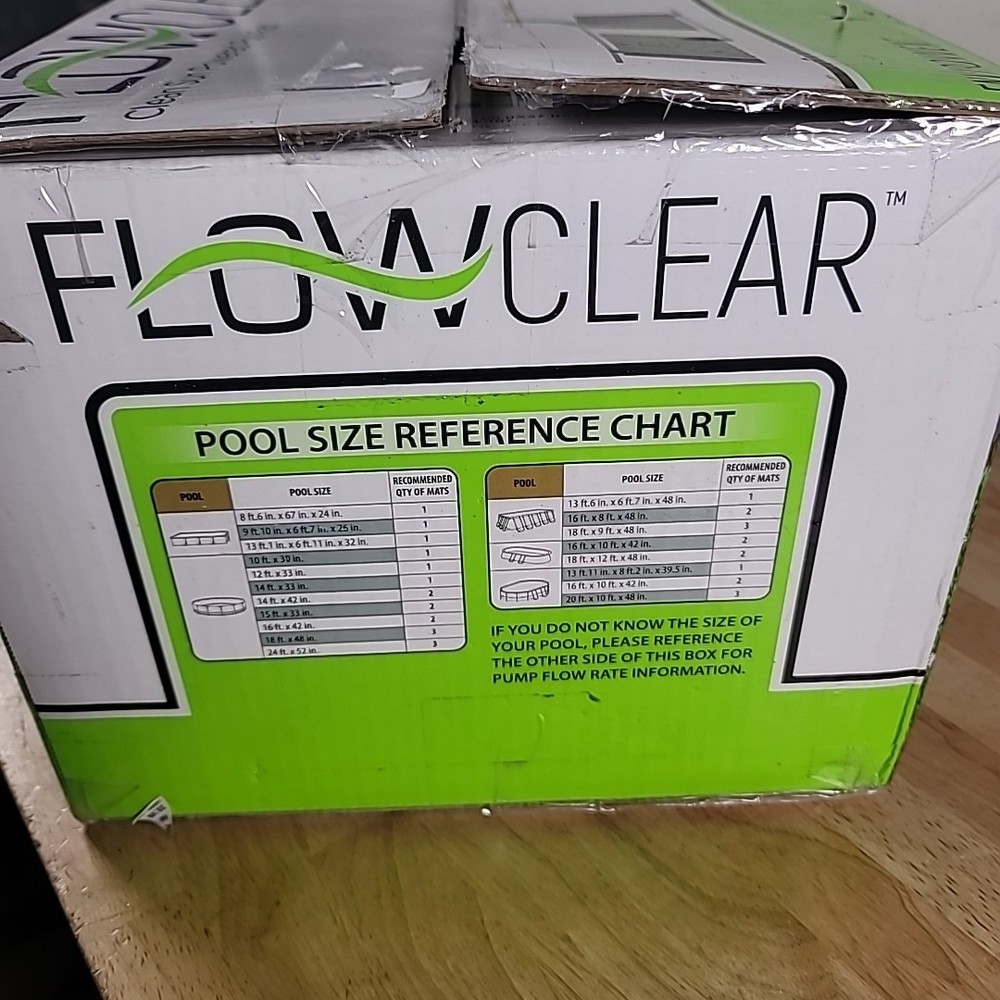 FLOWCLEAR™
POOL SIZE REFERENCE CHART
POOL POOL SIZE RECOMMENDED QTY OF MATS
8 ft.6 in. x 67 in. x 24 in. 1
9 ft.10 in. x 6 ft.7 in. x 25 in. 1
13 ft.1 in. x 6 ft.11 in. x 32 in. 1
10 ft. x 30 in. 1
12 ft. x 33 in. 1
14 ft. x 33 in. 1
14 ft. x 42 in. 2
15 ft. x 33 in. 2
16 ft. x 42 in. 2
18 ft. x 48 in. 3
24 ft. x 52 in. 3
POOL POOL SIZE RECOMMENDED QTY OF MATS
13 ft.6 in. x 6 ft.7 in. x 48 in. 1
16 ft. x 8 ft. x 48 in. 2
18 ft. x 9 ft. x 48 in. 3
16 ft. x 10 ft. x 42 in. 2
18 ft. x 12 ft. x 48 in. 2
13 ft.11 in. x 8 ft.2 in. x 39.5 in. 1
16 ft. x 10 ft. x 42 in. 2
20 ft. x 10 ft. x 48 in. 3
IF YOU DO NOT KNOW THE SIZE OF
YOUR POOL, PLEASE REFERENCE
THE OTHER SIDE OF THIS BOX FOR
PUMP FLOW RATE INFORMATION.